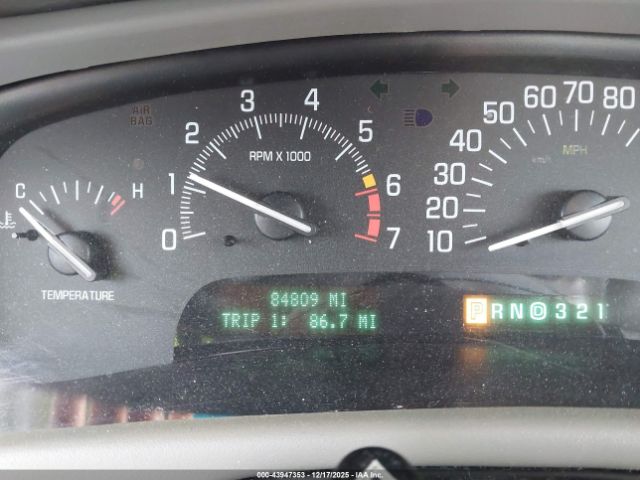 AIR
BAG
C H
TEMPERATURE
0 1 2 3 4 5 6 7
RPM X 1000
10 20 30 40 50 60 70 80
MPH
84809 MI
TRIP 1: 86.7 MI
P R N D 3 2 1
000-43947353 - 12/17/2025 - IAA Inc.